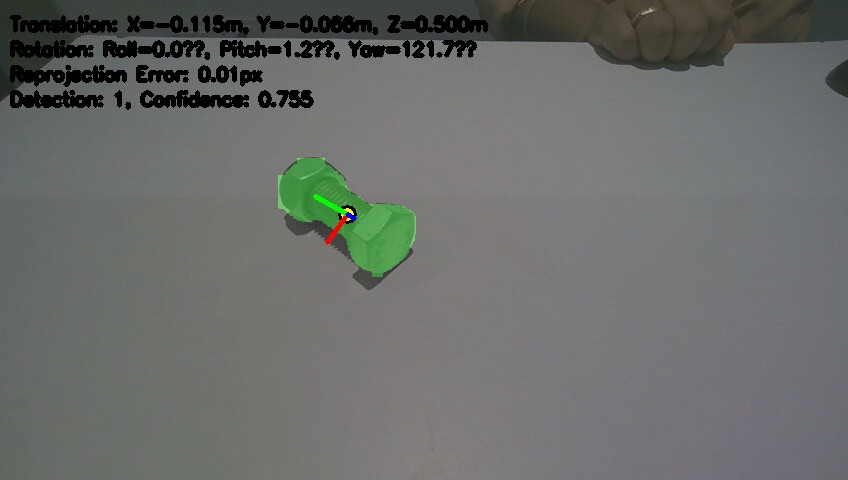 Translation: X=-0.115m, Y=-0.066m, Z=0.500m
Rotation: Roll=0.0??, Pitch=1.2??, Yaw=121.7??
Reprojection Error: 0.01px
Detection: 1, Confidence: 0.755